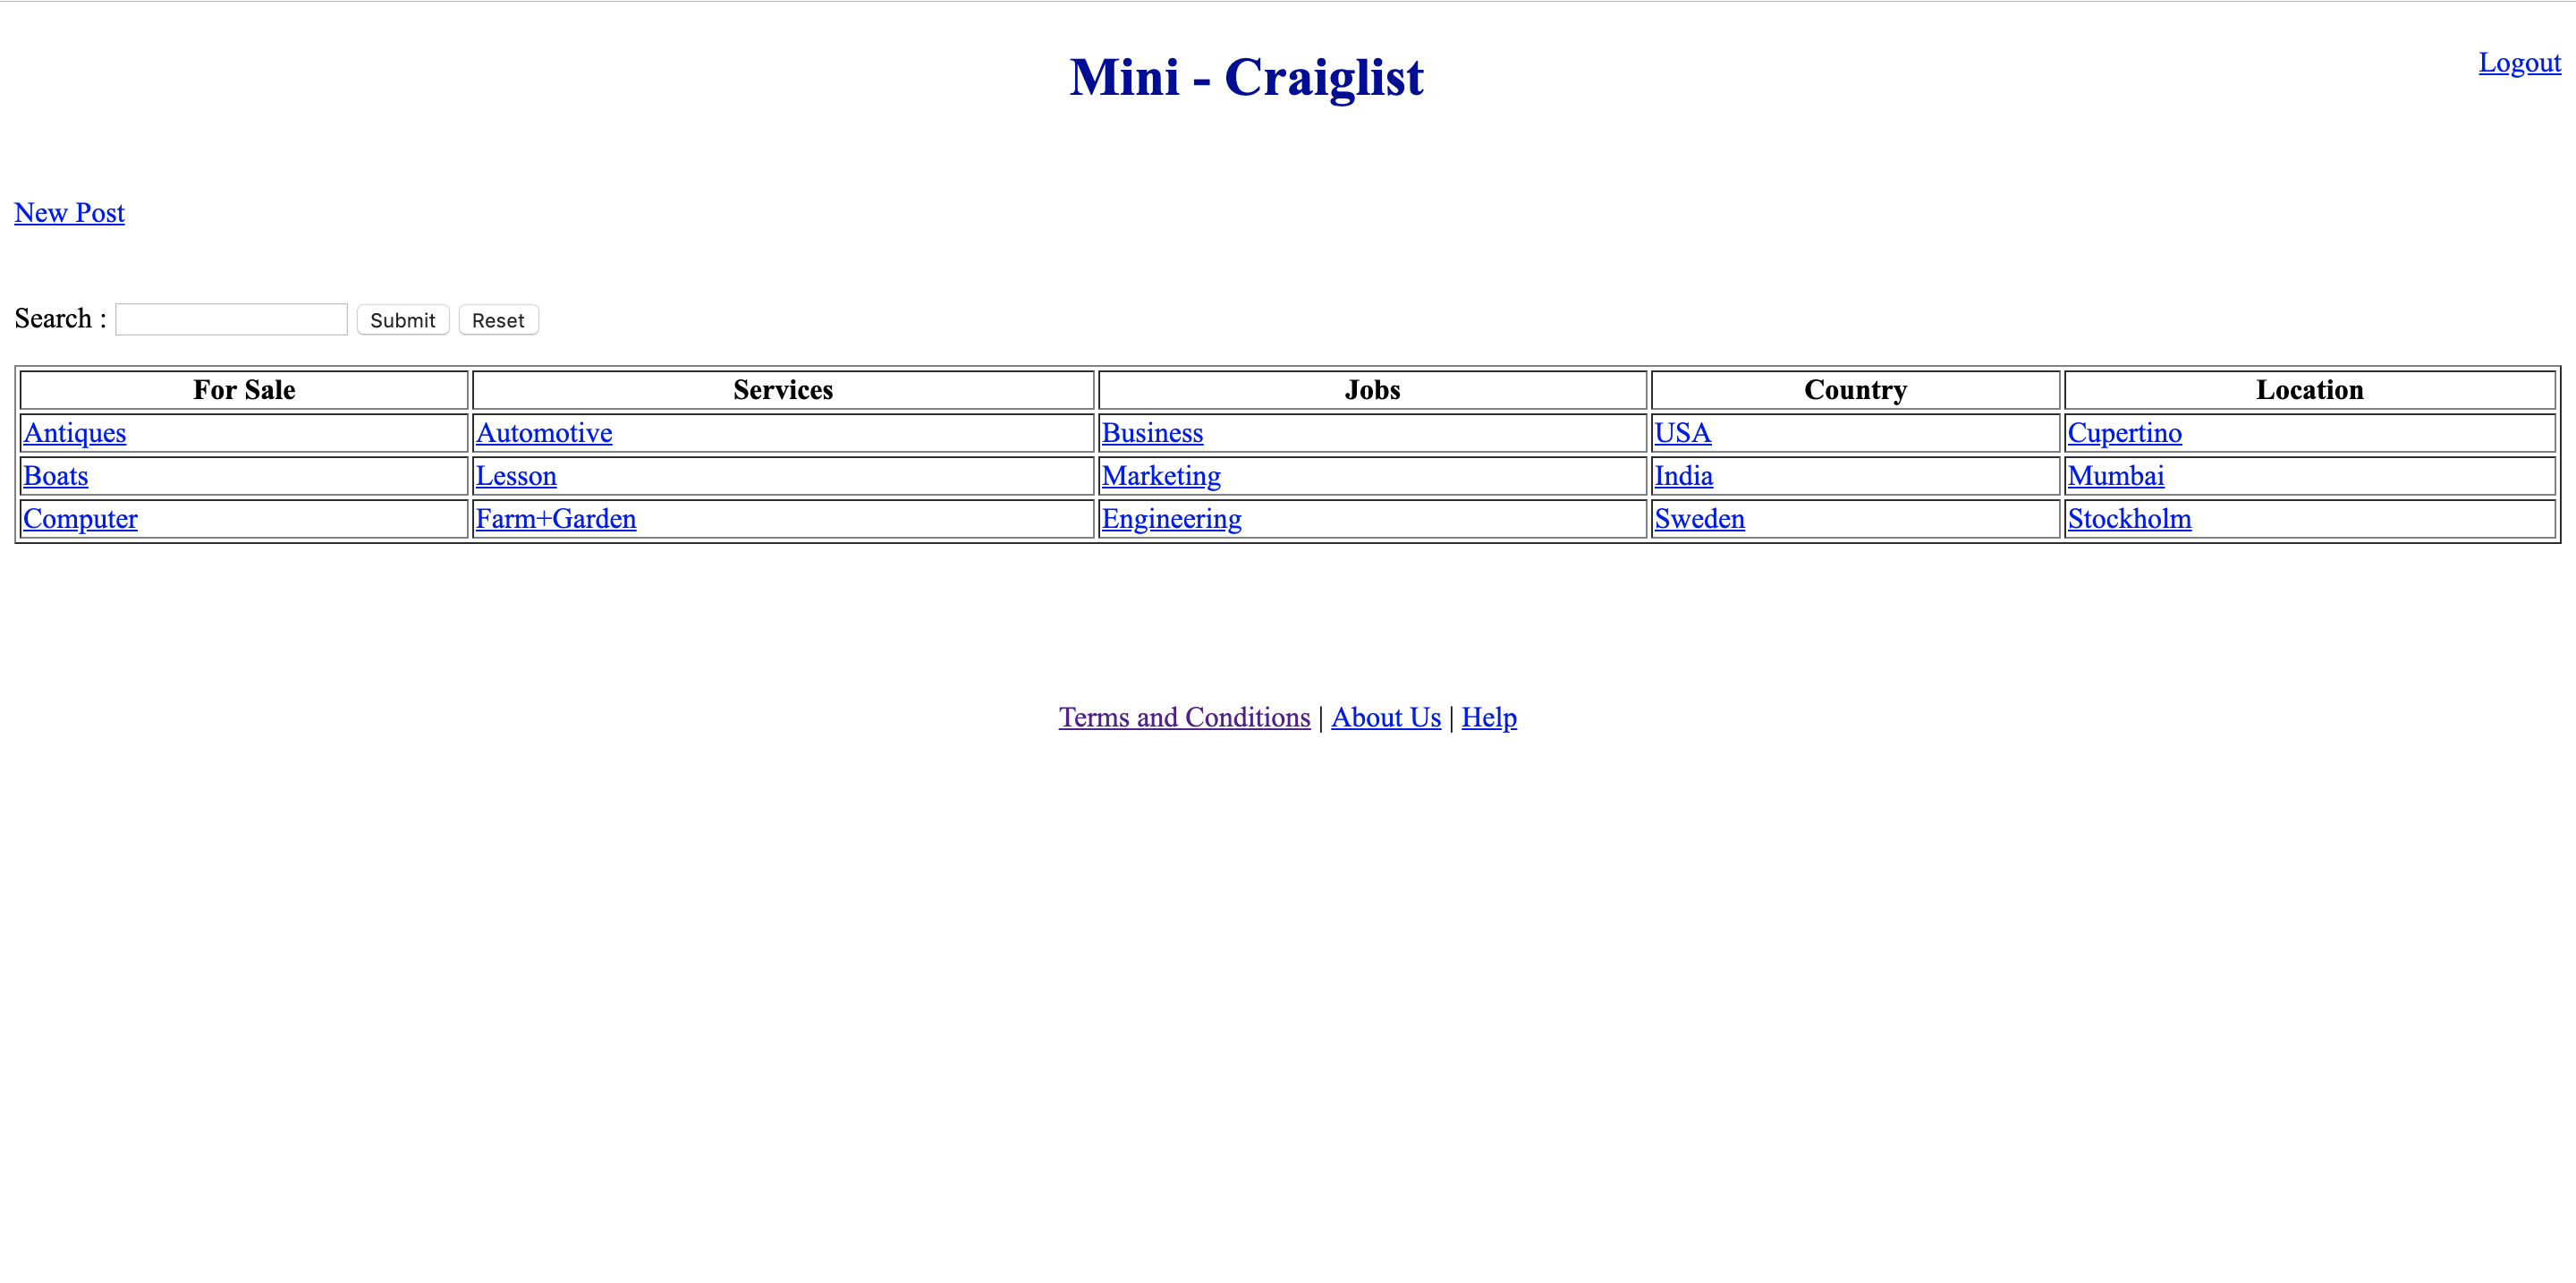 Mini - Craiglist
Logout
New Post
Search : Submit Reset
For Sale Services Jobs Country Location
Antiques Automotive Business USA Cupertino
Boats Lesson Marketing India Mumbai
Computer Farm+Garden Engineering Sweden Stockholm
Terms and Conditions | About Us | Help